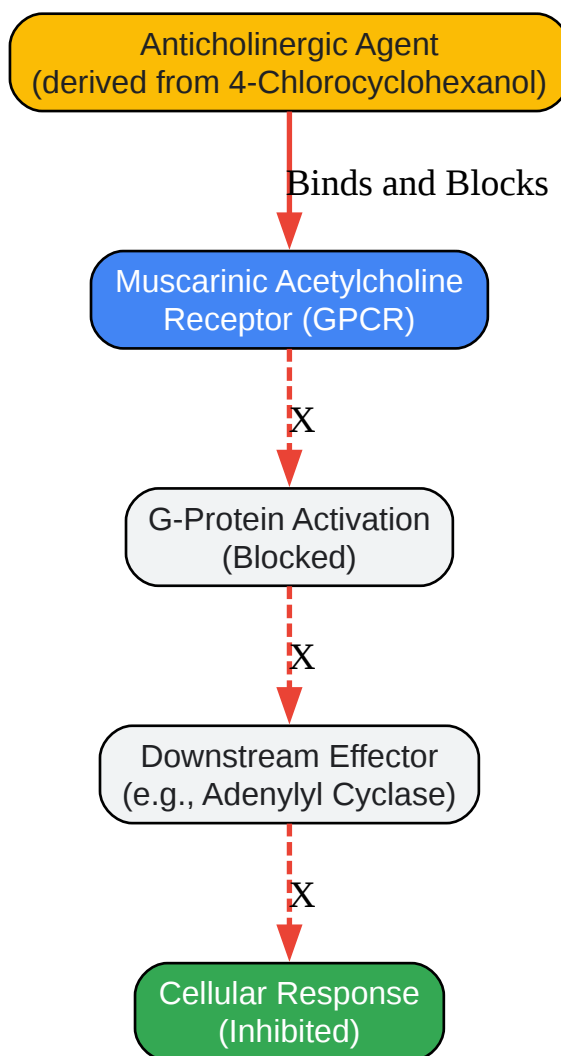 Anticholinergic Agent
(derived from 4-Chlorocyclohexanol)
Binds and Blocks
Muscarinic Acetylcholine
Receptor (GPCR)
X
G-Protein Activation
(Blocked)
X
Downstream Effector
(e.g., Adenylyl Cyclase)
X
Cellular Response
(Inhibited)